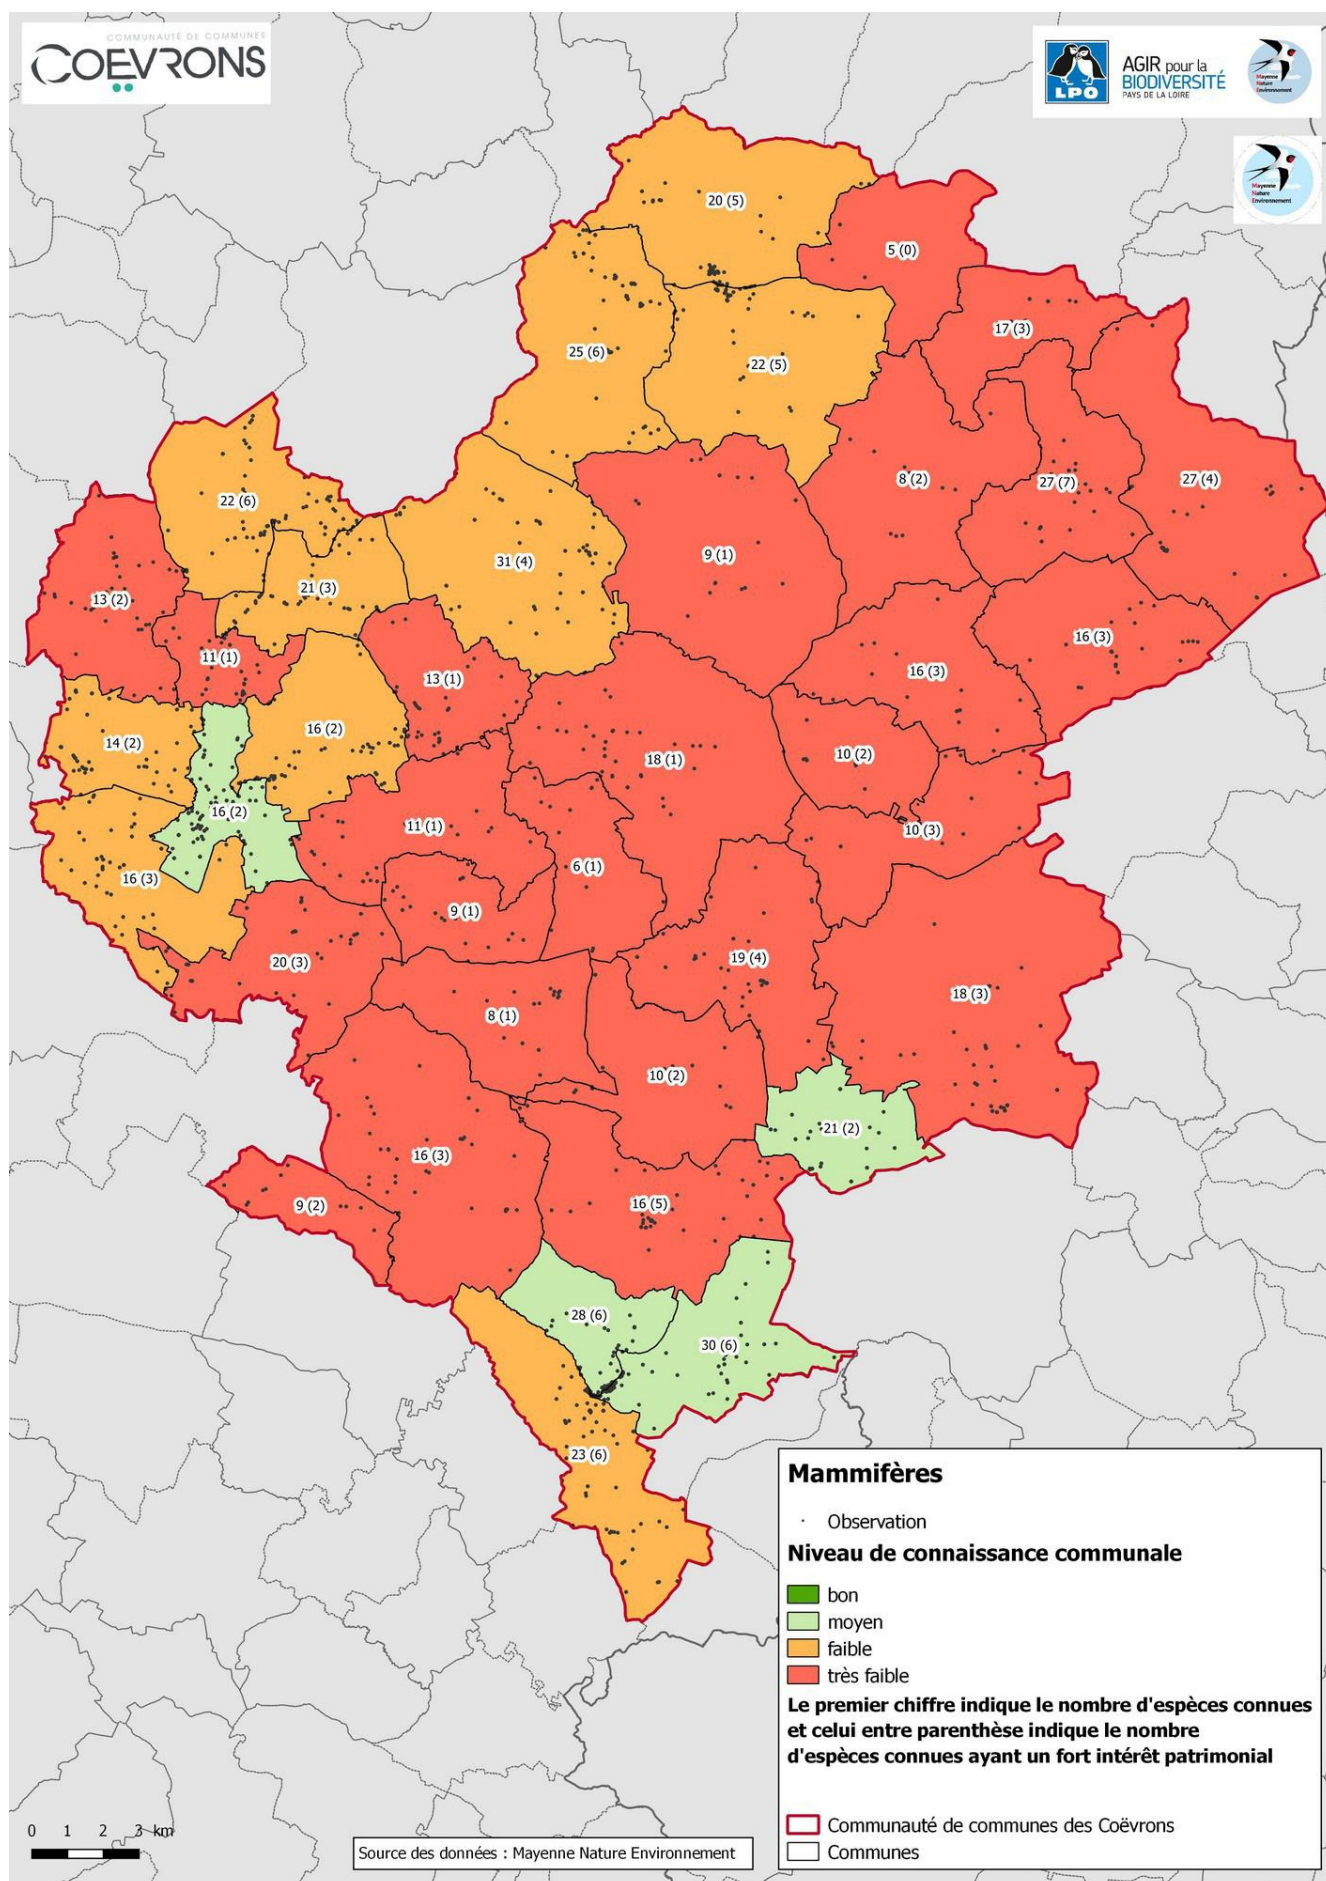 COMMUNAUTÉ DE COMMUNES
COËVRONS
LPO
AGIR pour la
BIODIVERSITÉ
PAYS DE LA LOIRE
Mayenne
Nature
Environnement
Mayenne
Nature
Environnement
20 (5)
5 (0)
17 (3)
25 (6)
22 (5)
8 (2)
27 (7)
27 (4)
22 (6)
31 (4)
9 (1)
21 (3)
13 (2)
16 (3)
11 (1)
13 (1)
16 (3)
14 (2)
16 (2)
18 (1)
10 (2)
16 (2)
11 (1)
10 (3)
16 (3)
6 (1)
9 (1)
20 (3)
19 (4)
18 (3)
8 (1)
10 (2)
21 (2)
16 (3)
9 (2)
16 (5)
28 (6)
30 (6)
23 (6)
Mammifères
Observation
Niveau de connaissance communale
bon
moyen
faible
très faible
Le premier chiffre indique le nombre d'espèces connues
et celui entre parenthèse indique le nombre
d'espèces connues ayant un fort intérêt patrimonial
Communauté de communes des Coëvrons
Communes
0 1 2 3 km
Source des données : Mayenne Nature Environnement